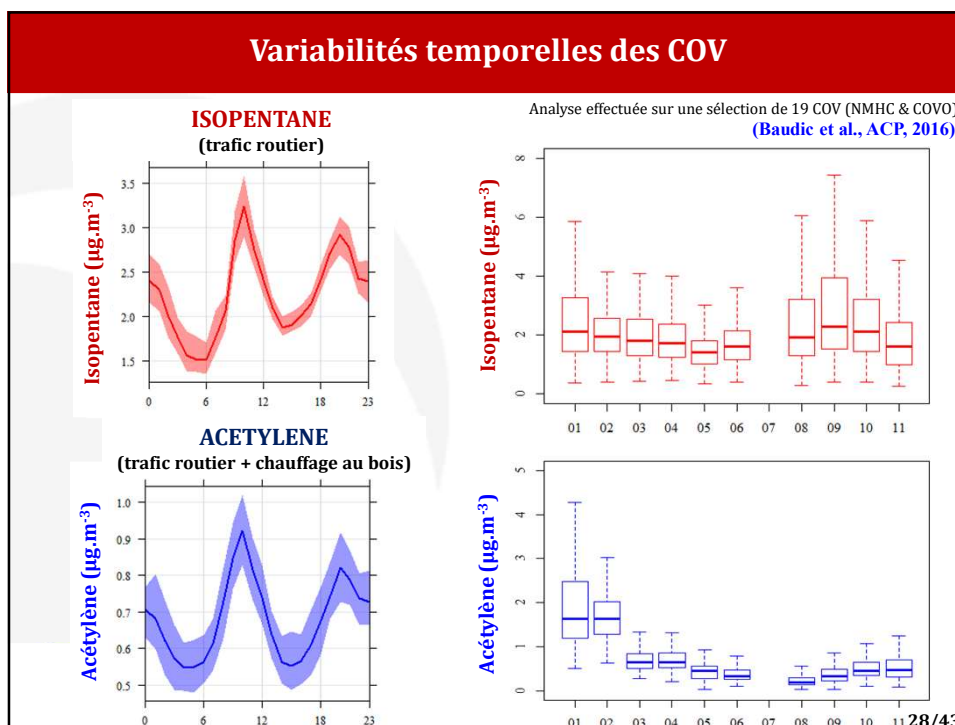 Variabilités temporelles des COV
ISOPENTANE
(trafic routier)
Isopentane (µg.m-3)
3.5
3.0
2.5
2.0
1.5
0 6 12 18 23
Analyse effectuée sur une sélection de 19 COV (NMHC & COVO)
(Baudic et al., ACP, 2016)
Isopentane (µg.m-3)
8
6
4
2
0
01 02 03 04 05 06 07 08 09 10 11
ACETYLENE
(trafic routier + chauffage au bois)
Acétylène (µg.m-3)
1.0
0.9
0.8
0.7
0.6
0.5
0 6 12 18 23
Acétylène (µg.m-3)
5
4
3
2
1
0
01 02 03 04 05 06 07 08 09 10 11
28/43